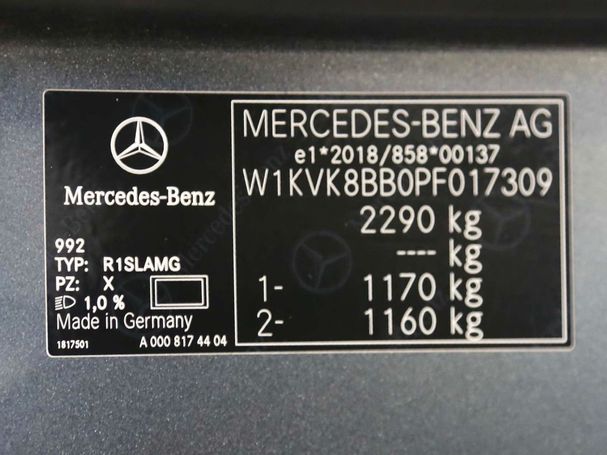 Mercedes-Benz
992
TYP: R1SLAMG
PZ: X
1,0 %
Made in Germany
1817501
A 000 817 44 04
MERCEDES-BENZ AG
e1*2018/858*00137
W1KVK8BB0PF017309
2290 kg
---- kg
1- 1170 kg
2- 1160 kg